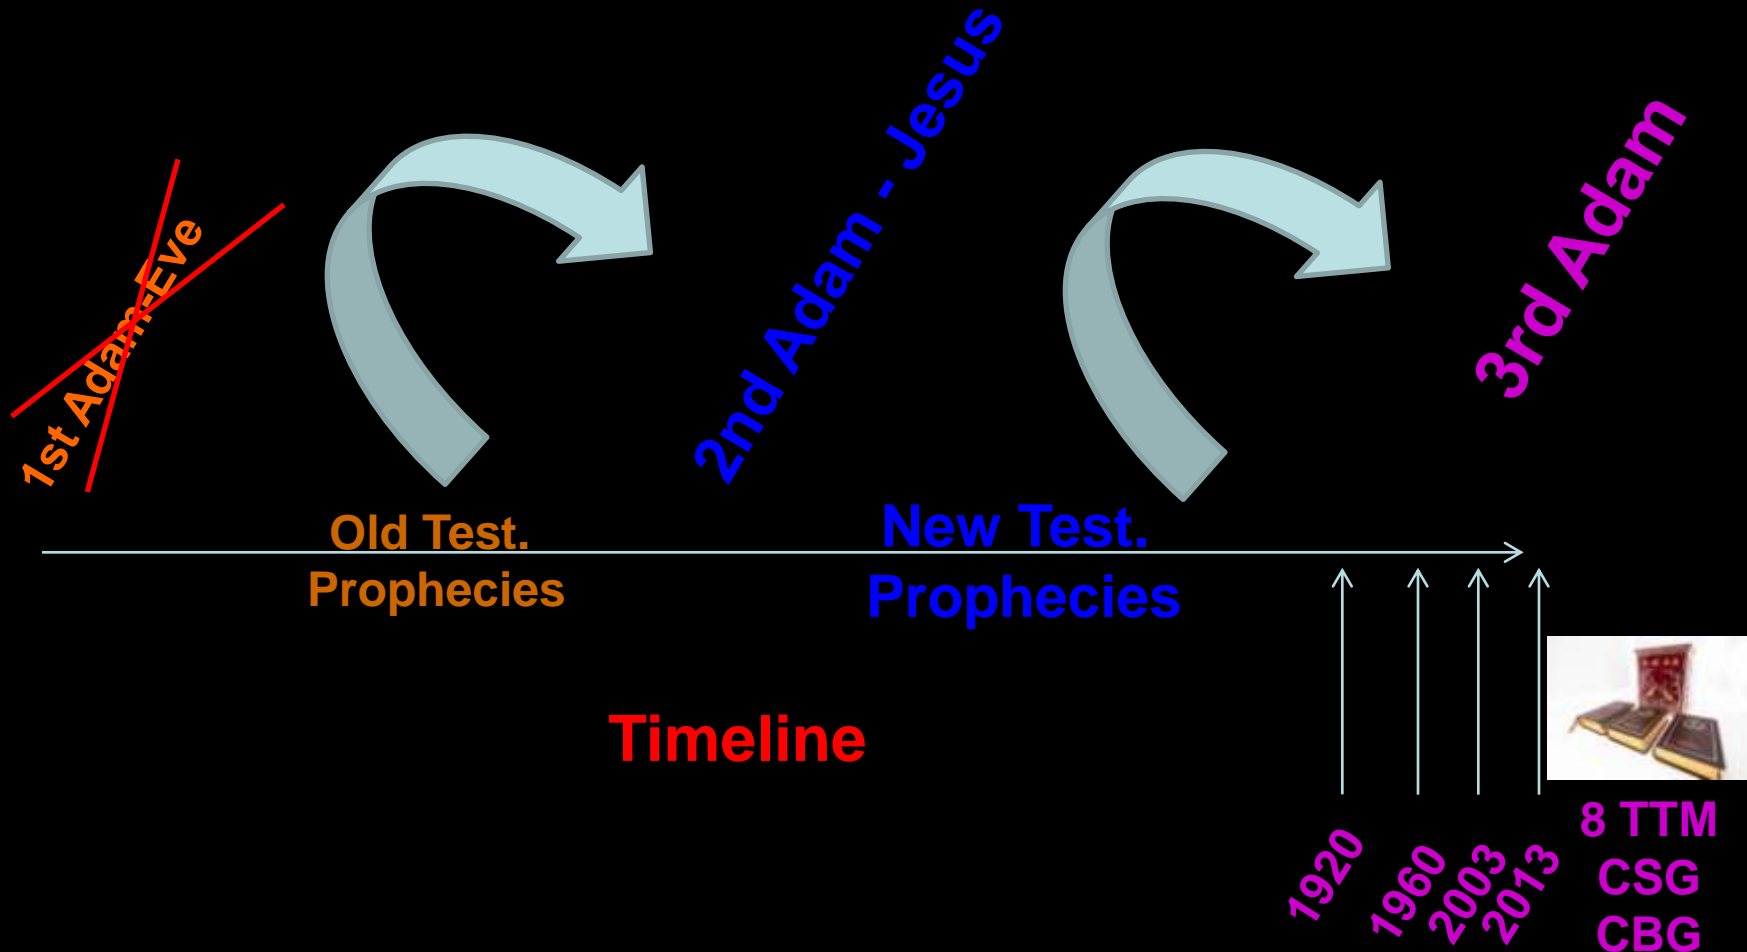 1st Adam-Eve
2nd Adam - Jesus
3rd Adam
Old Test.
Prophecies
New Test.
Prophecies
Timeline
1920
1960
2003
2013
8 TTM
CSG
CBG